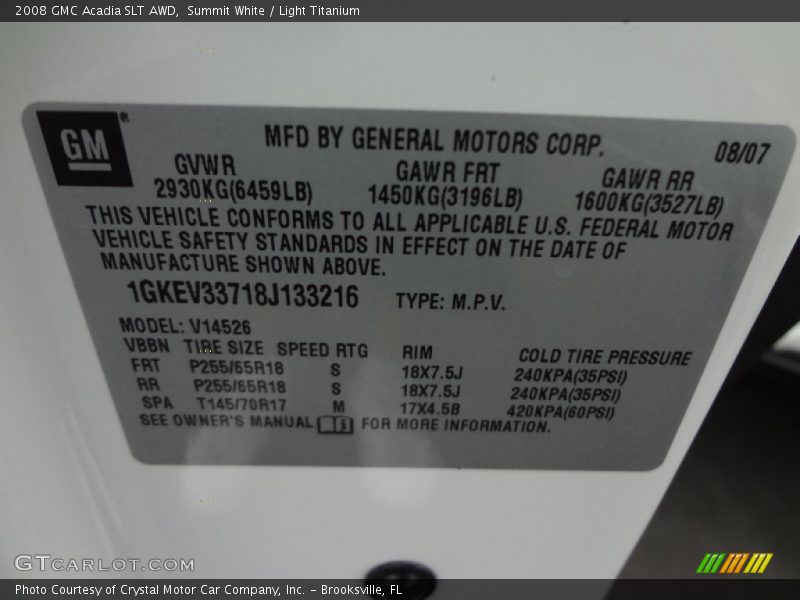 2008 GMC Acadia SLT AWD, Summit White / Light Titanium
GM®
MFD BY GENERAL MOTORS CORP. 08/07
GVWR GAWR FRT GAWR RR
2930KG(6459LB) 1450KG(3196LB) 1600KG(3527LB)
THIS VEHICLE CONFORMS TO ALL APPLICABLE U.S. FEDERAL MOTOR
VEHICLE SAFETY STANDARDS IN EFFECT ON THE DATE OF
MANUFACTURE SHOWN ABOVE.
1GKEV33718J133216 TYPE: M.P.V.
MODEL: V14526
VBBN TIRE SIZE SPEED RTG RIM COLD TIRE PRESSURE
FRT P255/65R18 S 18X7.5J 240KPA(35PSI)
RR P255/65R18 S 18X7.5J 240KPA(35PSI)
SPA T145/70R17 M 17X4.5B 420KPA(60PSI)
SEE OWNER'S MANUAL FOR MORE INFORMATION.
GTCARLOT.COM
Photo Courtesy of Crystal Motor Car Company, Inc. – Brooksville, FL